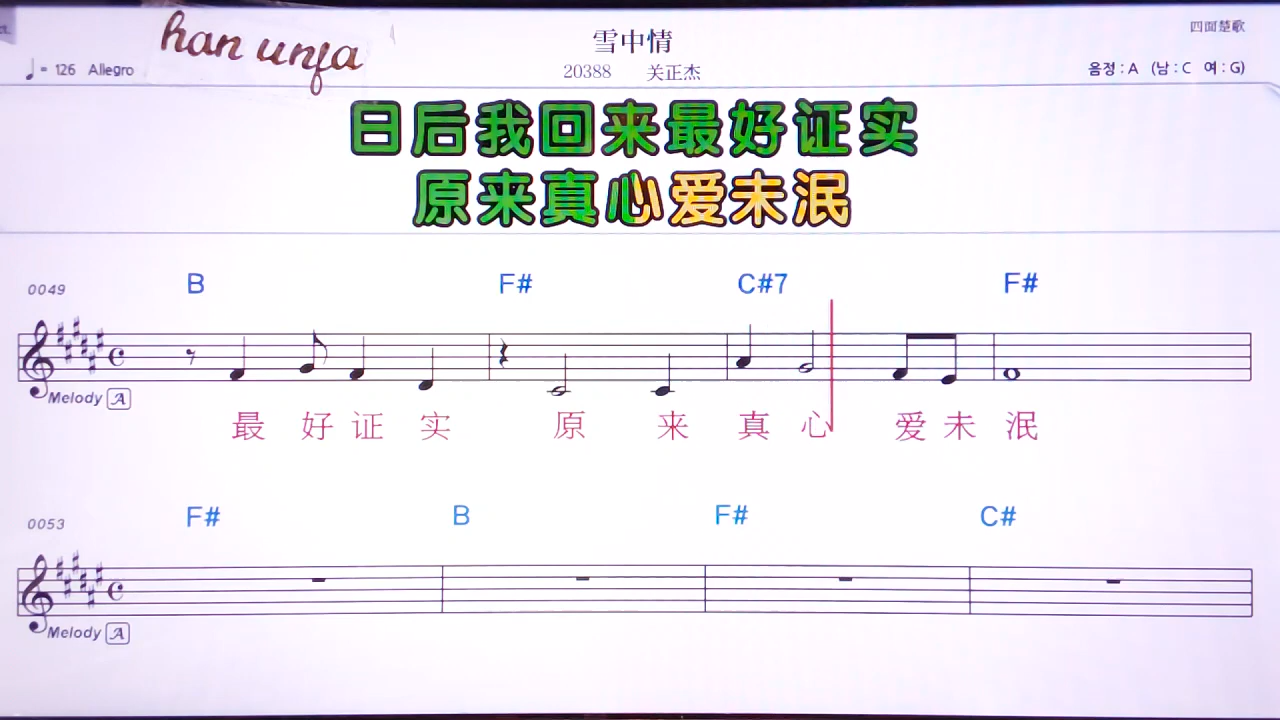 han unfa
雪中情
四面楚歌
♩= 126 Allegro
20388 关正杰
음정 : A (남 : C 여 : G)
日后我回来最好证实
原来真心爱未泯
0049
B F# C#7 F#
Melody A
最 好 证 实 原 来 真 心 爱 未 泯
0053
F# B F# C#
Melody A